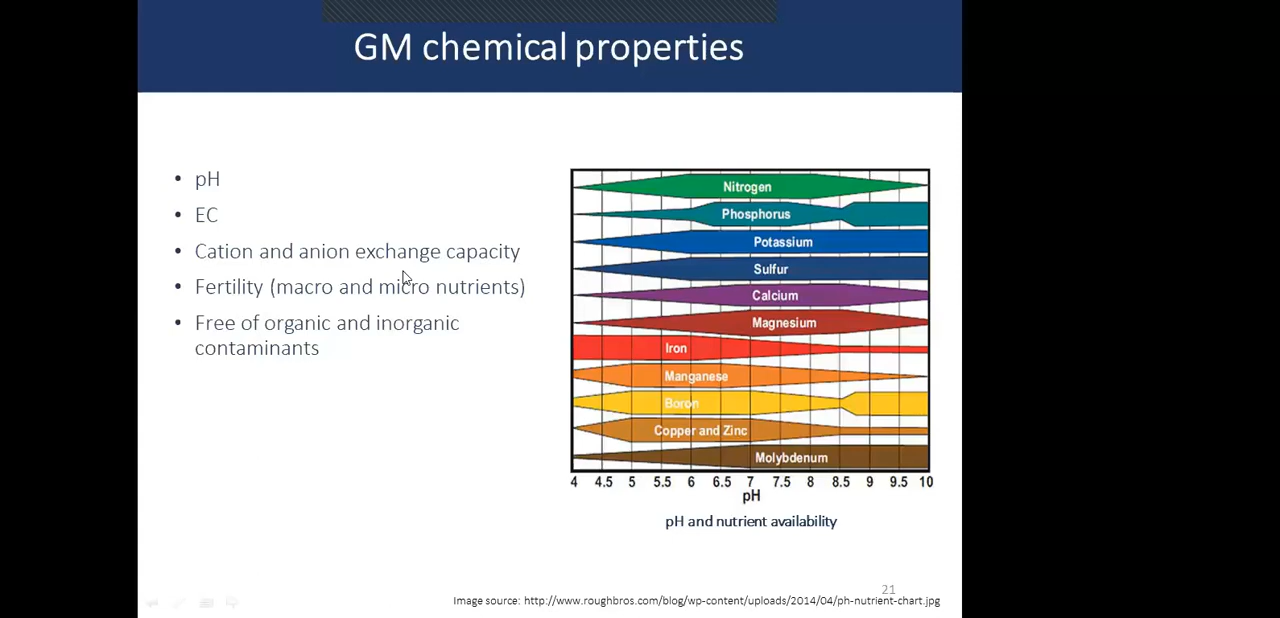 GM chemical properties
• pH
• EC
• Cation and anion exchange capacity
• Fertility (macro and micro nutrients)
• Free of organic and inorganic
contaminants
Nitrogen
Phosphorus
Potassium
Sulfur
Calcium
Magnesium
Iron
Manganese
Boron
Copper and Zinc
Molybdenum
4 4.5 5 5.5 6 6.5 7 7.5 8 8.5 9 9.5 10
pH
pH and nutrient availability
21
Image source: http://www.roughbros.com/blog/wp-content/uploads/2014/04/ph-nutrient-chart.jpg